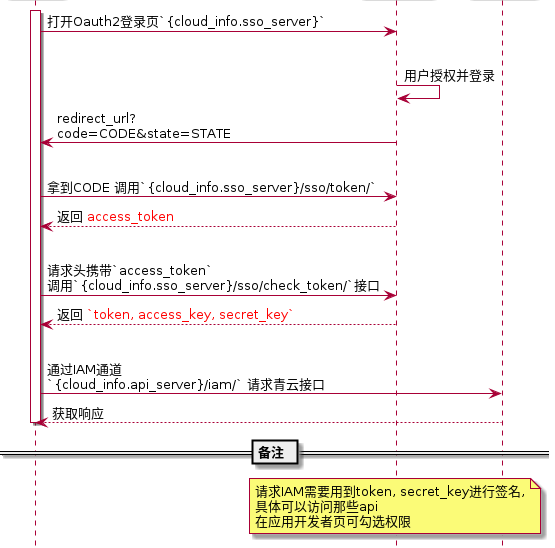 打开Oauth2登录页`{cloud_info.sso_server}`
用户授权并登录
redirect_url?
code=CODE&state=STATE
拿到CODE 调用`{cloud_info.sso_server}/sso/token/`
返回 access_token
请求头携带`access_token`
调用`{cloud_info.sso_server}/sso/check_token/`接口
返回 `token, access_key, secret_key`
通过IAM通道
`{cloud_info.api_server}/iam/` 请求青云接口
获取响应
备注
请求IAM需要用到token, secret_key进行签名,
具体可以访问那些api
在应用开发者页可勾选权限